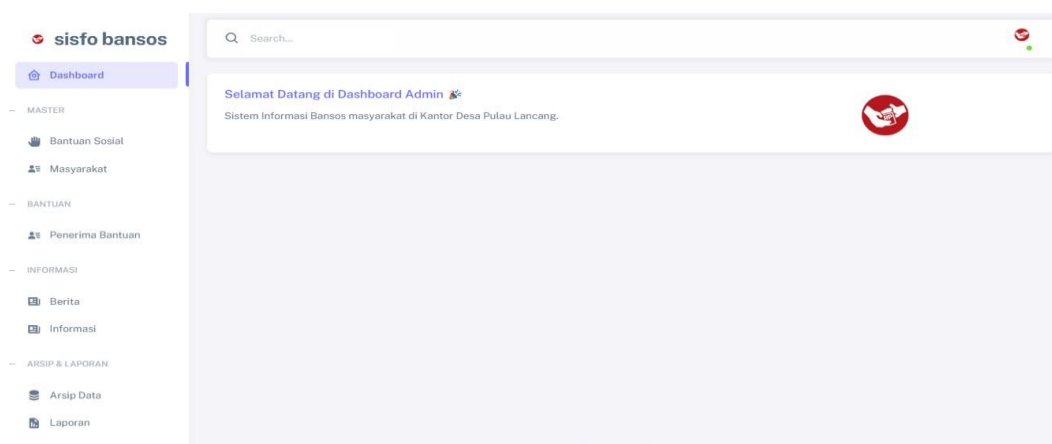 sisfo bansos
Dashboard
MASTER
Bantuan Sosial
Masyarakat
BANTUAN
Penerima Bantuan
INFORMASI
Berita
Informasi
ARSIP & LAPORAN
Arsip Data
Laporan
Search...
Selamat Datang di Dashboard Admin 🎉
Sistem Informasi Bansos masyarakat di Kantor Desa Pulau Lancang.